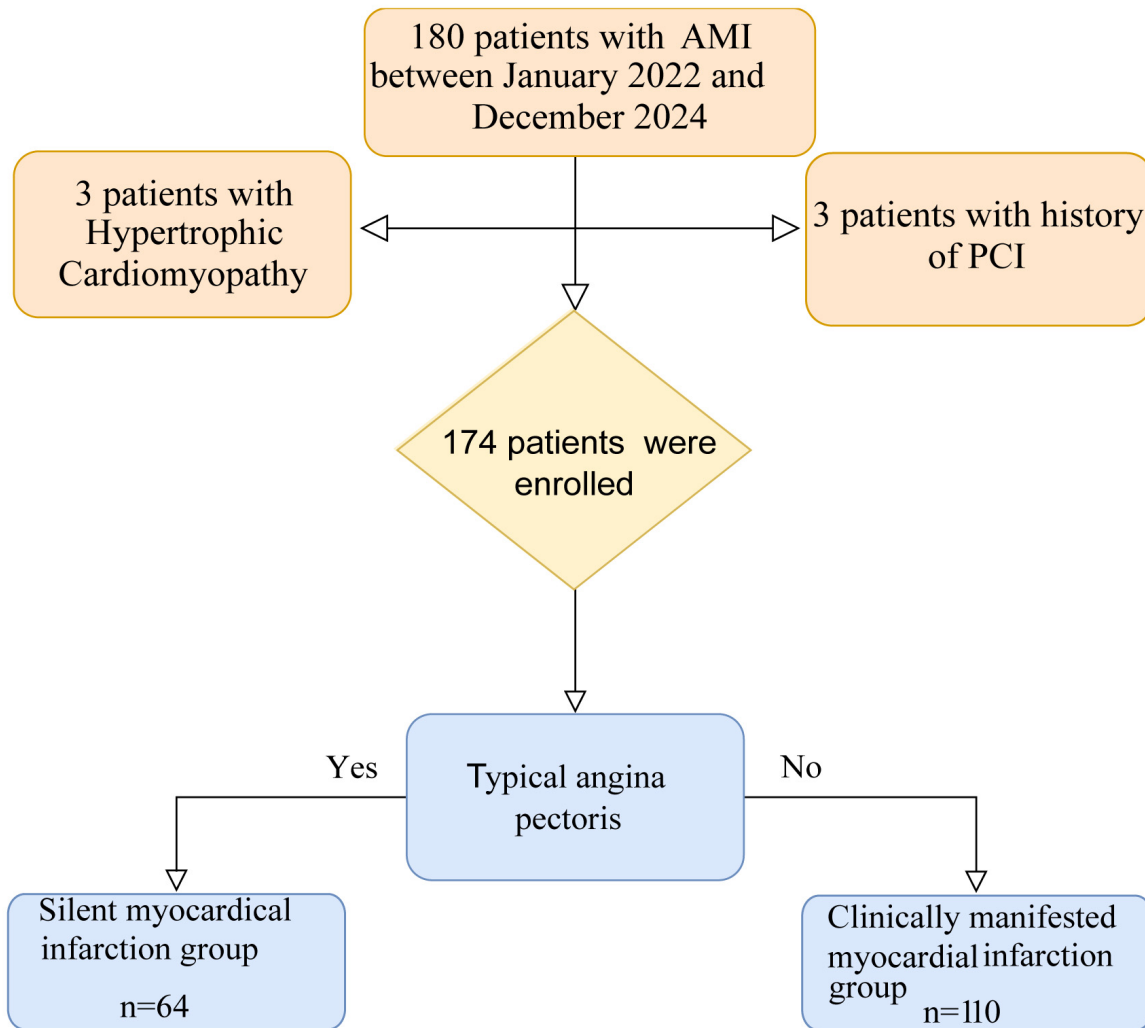 180 patients with AMI
between January 2022 and
December 2024
3 patients with
Hypertrophic
Cardiomyopathy
3 patients with history
of PCI
174 patients were
enrolled
Yes
Typical angina
pectoris
No
Silent myocardical
infarction group
n=64
Clinically manifested
myocardial infarction
group
n=110